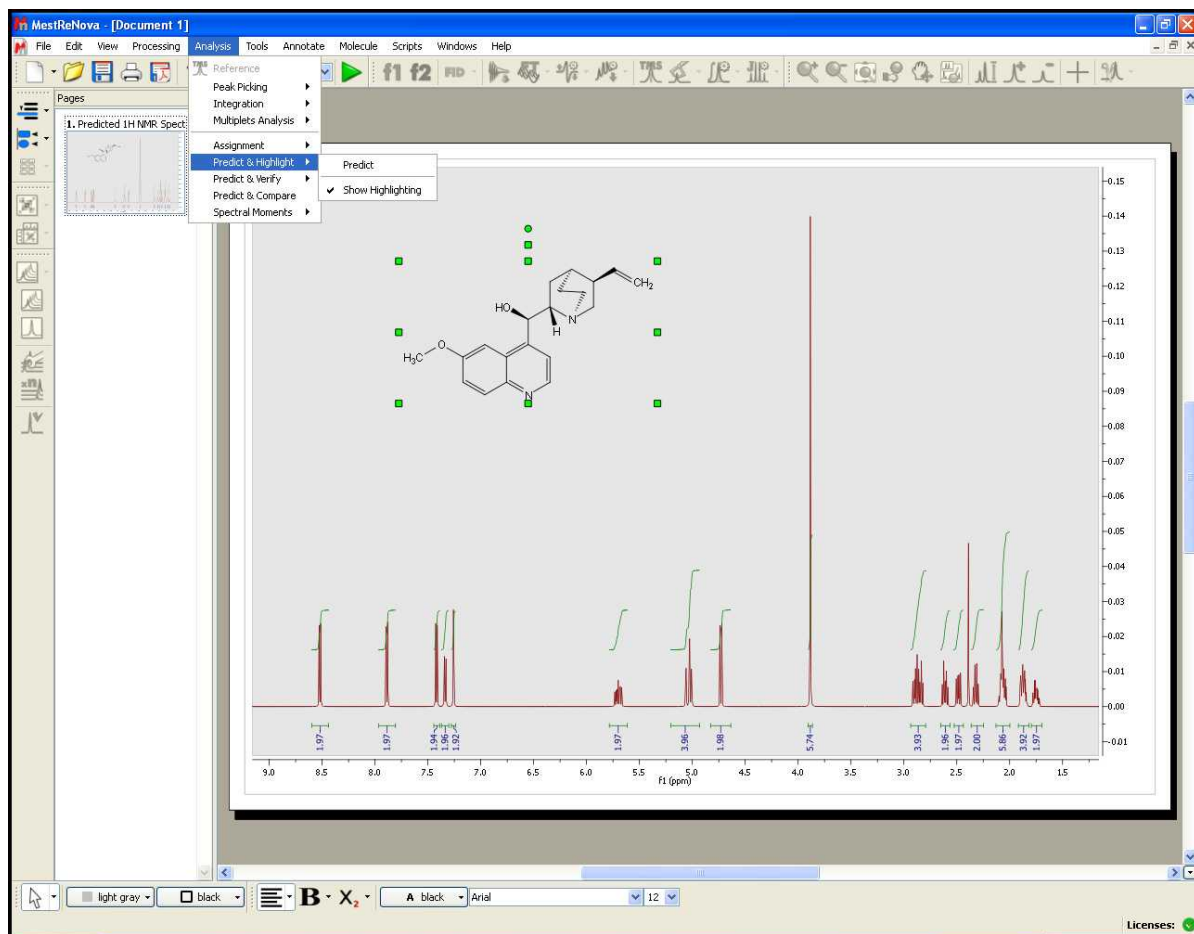 MestReNova - [Document 1]
File Edit View Processing Analysis Tools Annotate Molecule Scripts Windows Help
f1 f2 FID TMS
Pages
1. Predicted 1H NMR Spect
TMS Reference
Peak Picking
Integration
Multiplets Analysis
Assignment
Predict & Highlight
Predict & Verify
Predict & Compare
Spectral Moments
Predict
Show Highlighting
CH2
HO
N
H
O
H3C
N
0.15
0.14
0.13
0.12
0.11
0.10
0.09
0.08
0.07
0.06
0.05
0.04
0.03
0.02
0.01
0.00
-0.01
1.97 1.97 1.94 1.96 1.92 1.97 3.96 1.98 5.74 3.93 1.96 1.97 2.00 5.86 3.92 1.97
9.0 8.5 8.0 7.5 7.0 6.5 6.0 5.5 5.0 4.5 4.0 3.5 3.0 2.5 2.0 1.5
f1 (ppm)
light gray black B X2 A black Arial 12
Licenses: